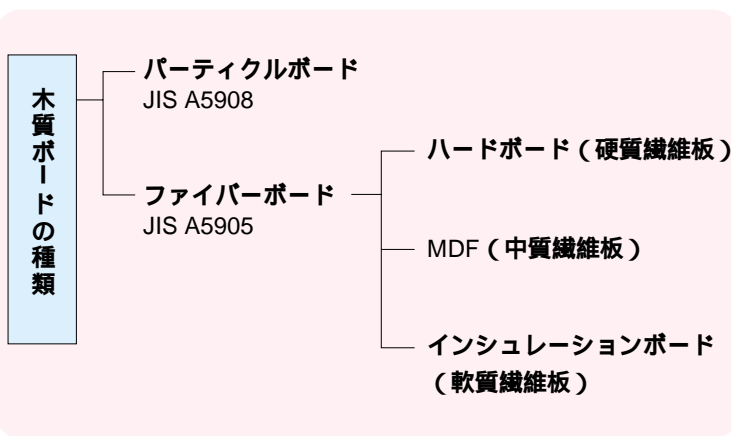 木質ボードの種類
パーティクルボード
JIS A5908
ファイバーボード
JIS A5905
ハードボード（硬質繊維板）
MDF（中質繊維板）
インシュレーションボード
（軟質繊維板）